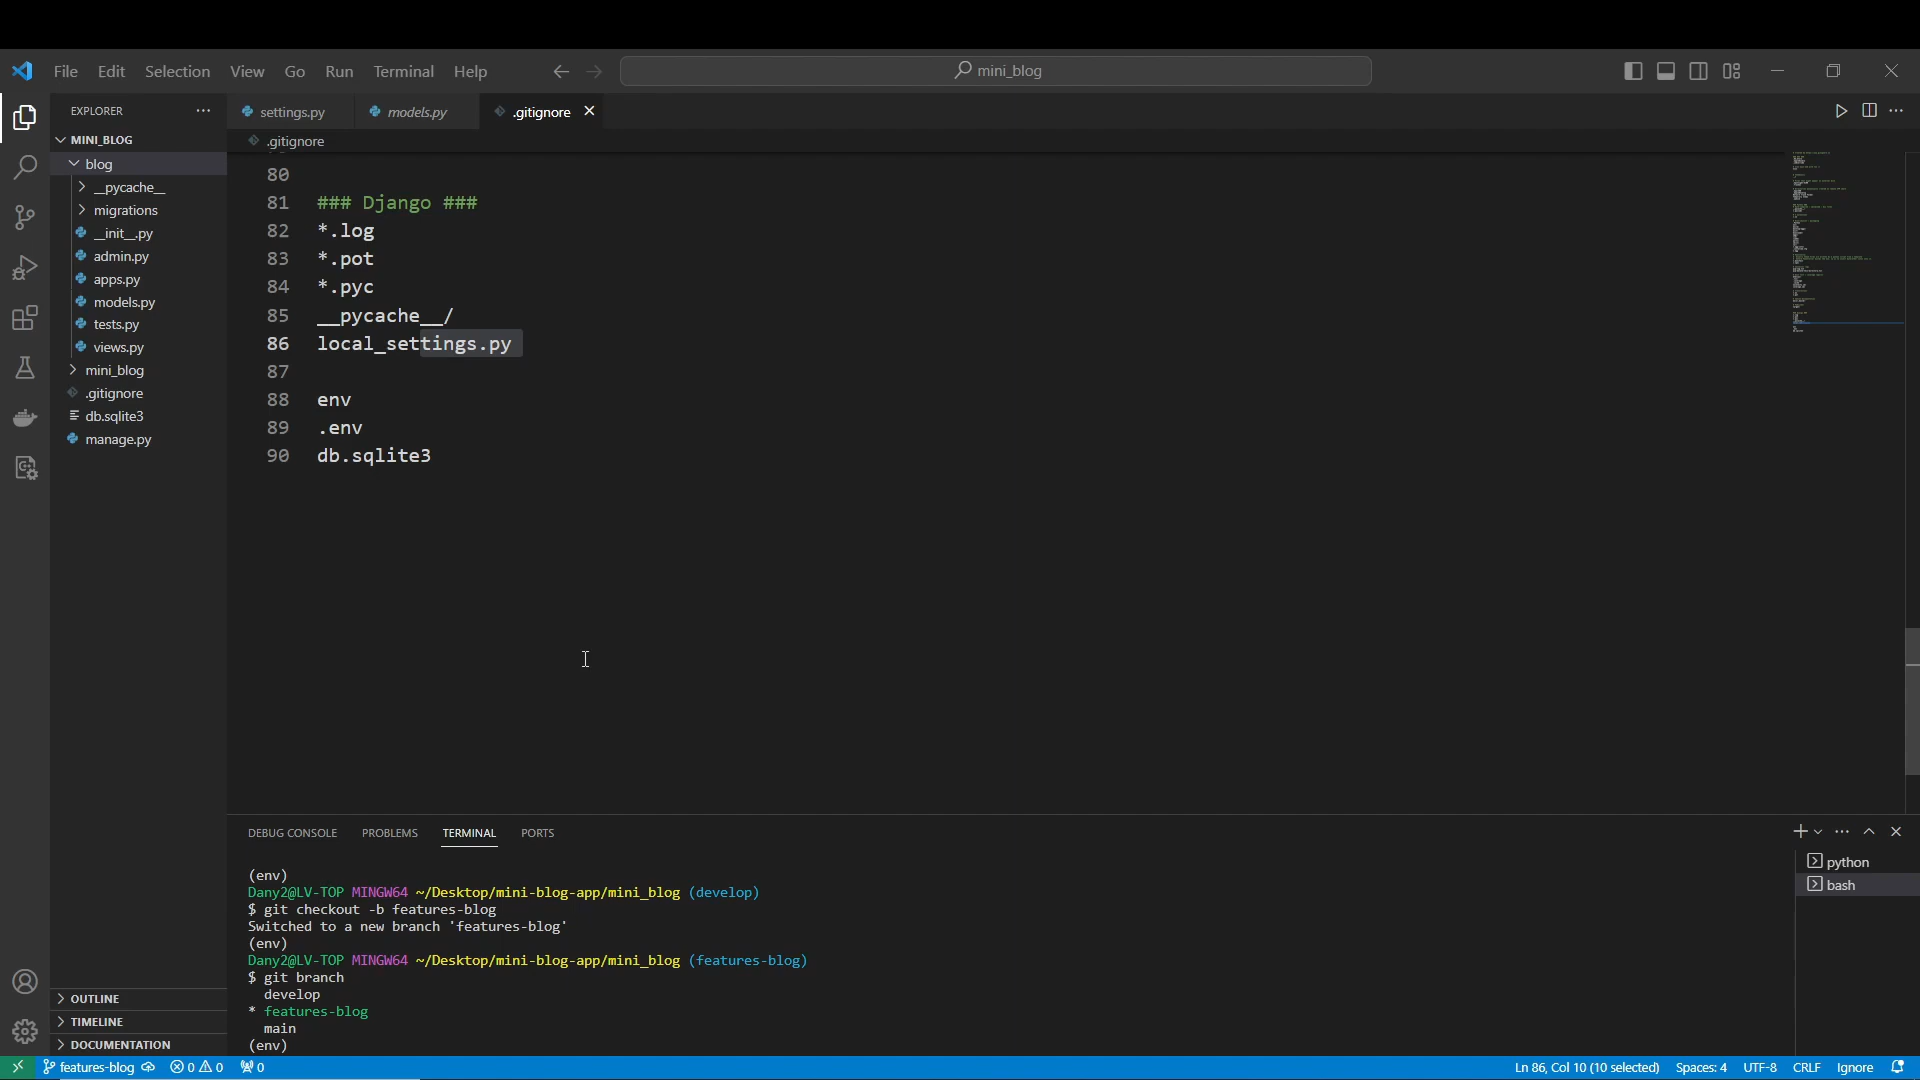 File Edit Selection View Go Run Terminal Help mini_blog
EXPLORER
settings.py models.py .gitignore
MINI_BLOG
.gitignore
blog
__pycache__
migrations
__init__.py
admin.py
apps.py
models.py
tests.py
views.py
mini_blog
.gitignore
db.sqlite3
manage.py
80
81 ### Django ###
82 *.log
83 *.pot
84 *.pyc
85 __pycache__/
86 local_settings.py
87
88 env
89 .env
90 db.sqlite3
DEBUG CONSOLE PROBLEMS TERMINAL PORTS
python
bash
(env)
Dany2@LV-TOP MINGW64 ~/Desktop/mini-blog-app/mini_blog (develop)
$ git checkout -b features-blog
Switched to a new branch 'features-blog'
(env)
Dany2@LV-TOP MINGW64 ~/Desktop/mini-blog-app/mini_blog (features-blog)
$ git branch
develop
* features-blog
main
(env)
OUTLINE
TIMELINE
DOCUMENTATION
features-blog 0 0 0 Ln 86, Col 10 (10 selected) Spaces: 4 UTF-8 CRLF Ignore